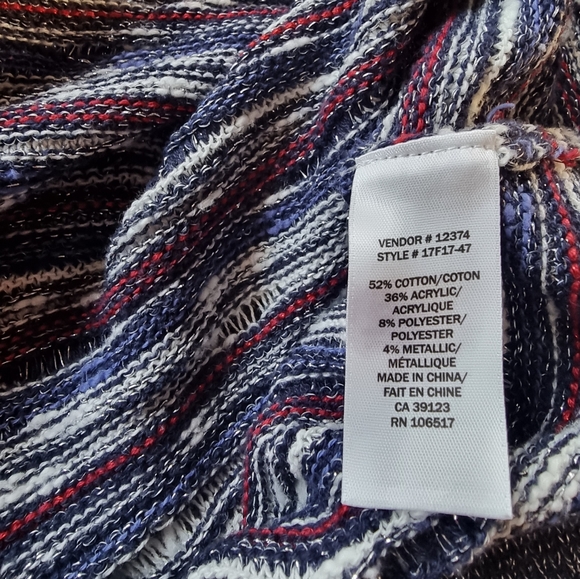 VENDOR # 12374
STYLE # 17F17-47
52% COTTON/COTON
36% ACRYLIC/
ACRYLIQUE
8% POLYESTER/
POLYESTER
4% METALLIC/
MÉTALLIQUE
MADE IN CHINA/
FAIT EN CHINE
CA 39123
RN 106517